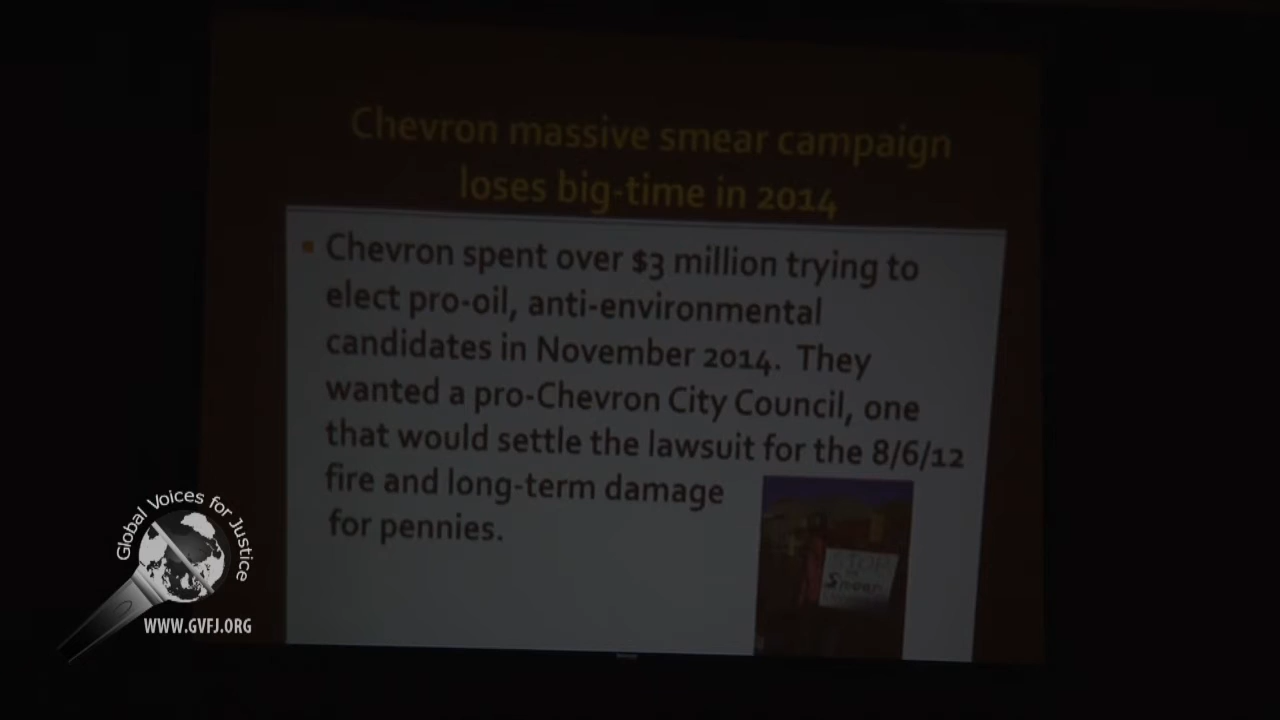 Chevron massive smear campaign
loses big-time in 2014
Chevron spent over $3 million trying to
elect pro-oil, anti-environmental
candidates in November 2014. They
wanted a pro-Chevron City Council, one
that would settle the lawsuit for the 8/6/12
fire and long-term damage
for pennies.
STOP
Smear
Global Voices for Justice
WWW.GVFJ.ORG